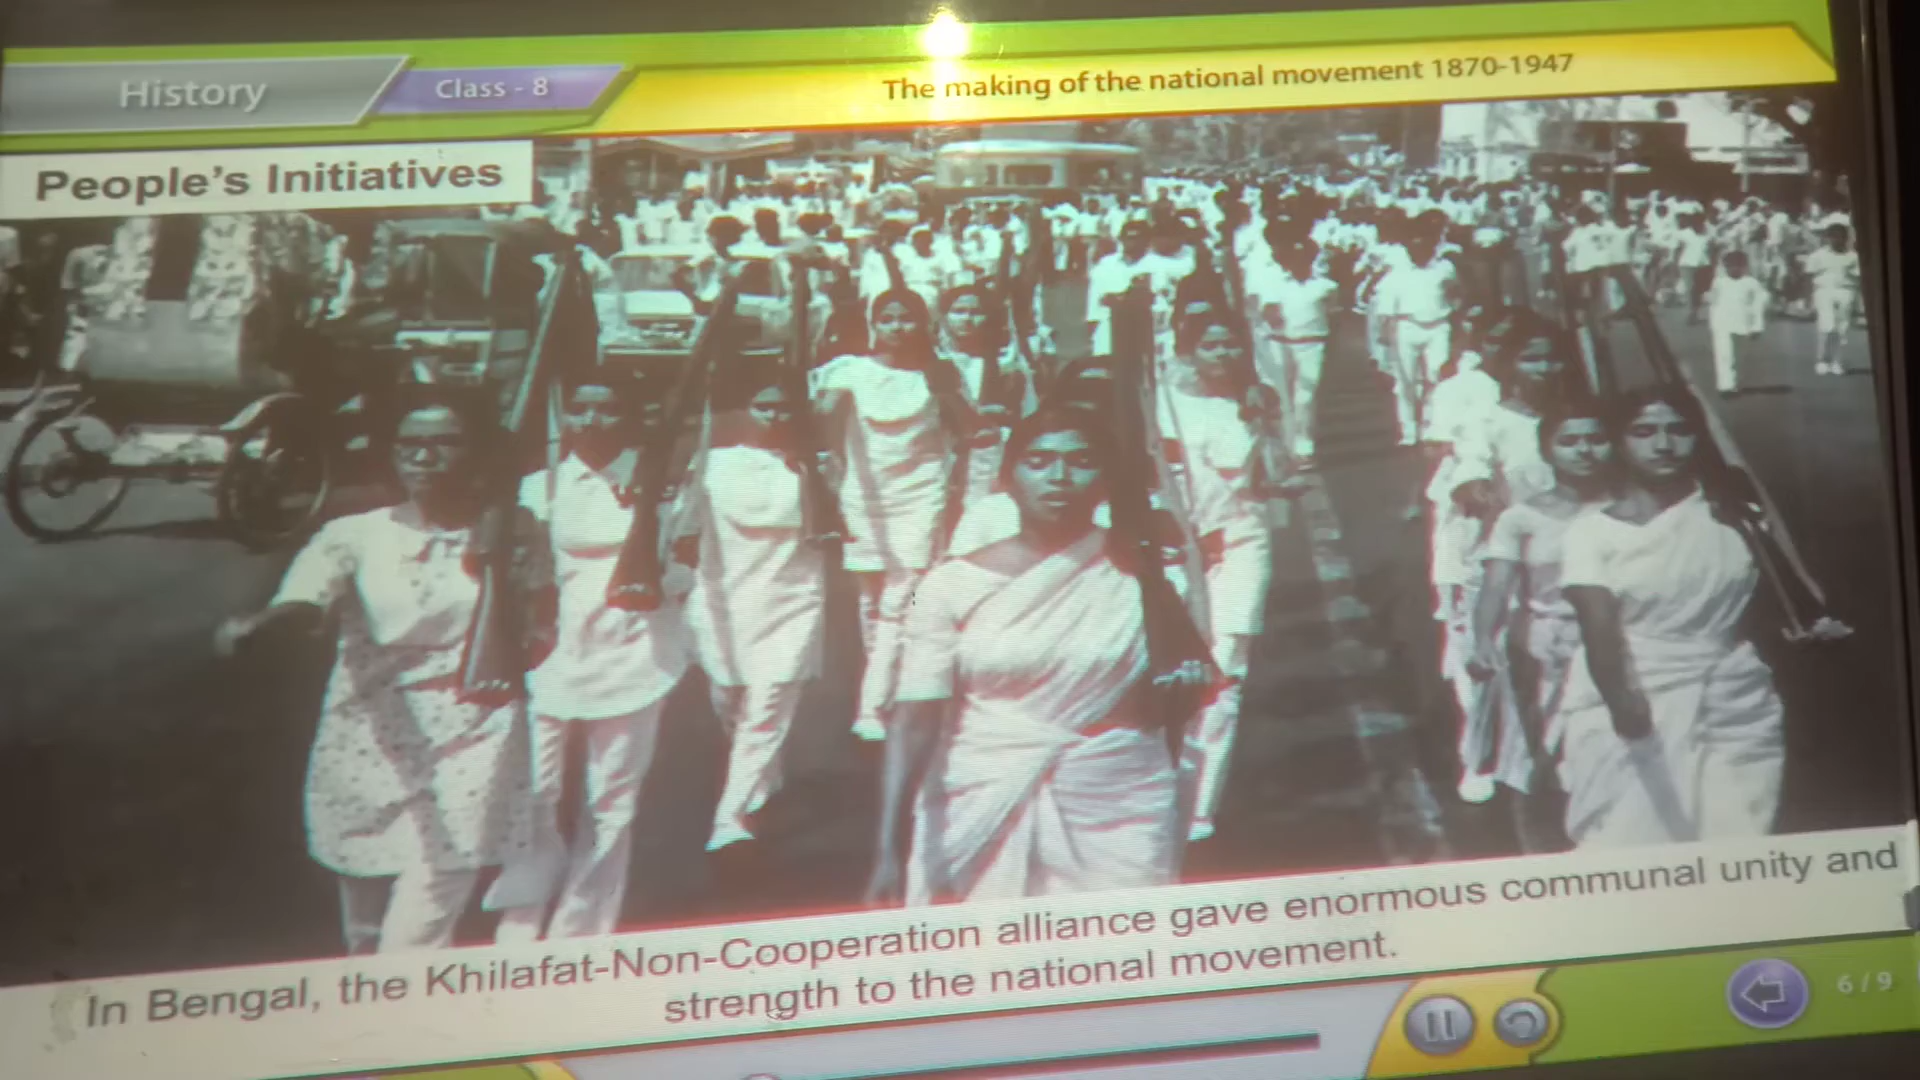 History
Class - 8
The making of the national movement 1870-1947
People's Initiatives
In Bengal, the Khilafat-Non-Cooperation alliance gave enormous communal unity and
strength to the national movement.
6/9